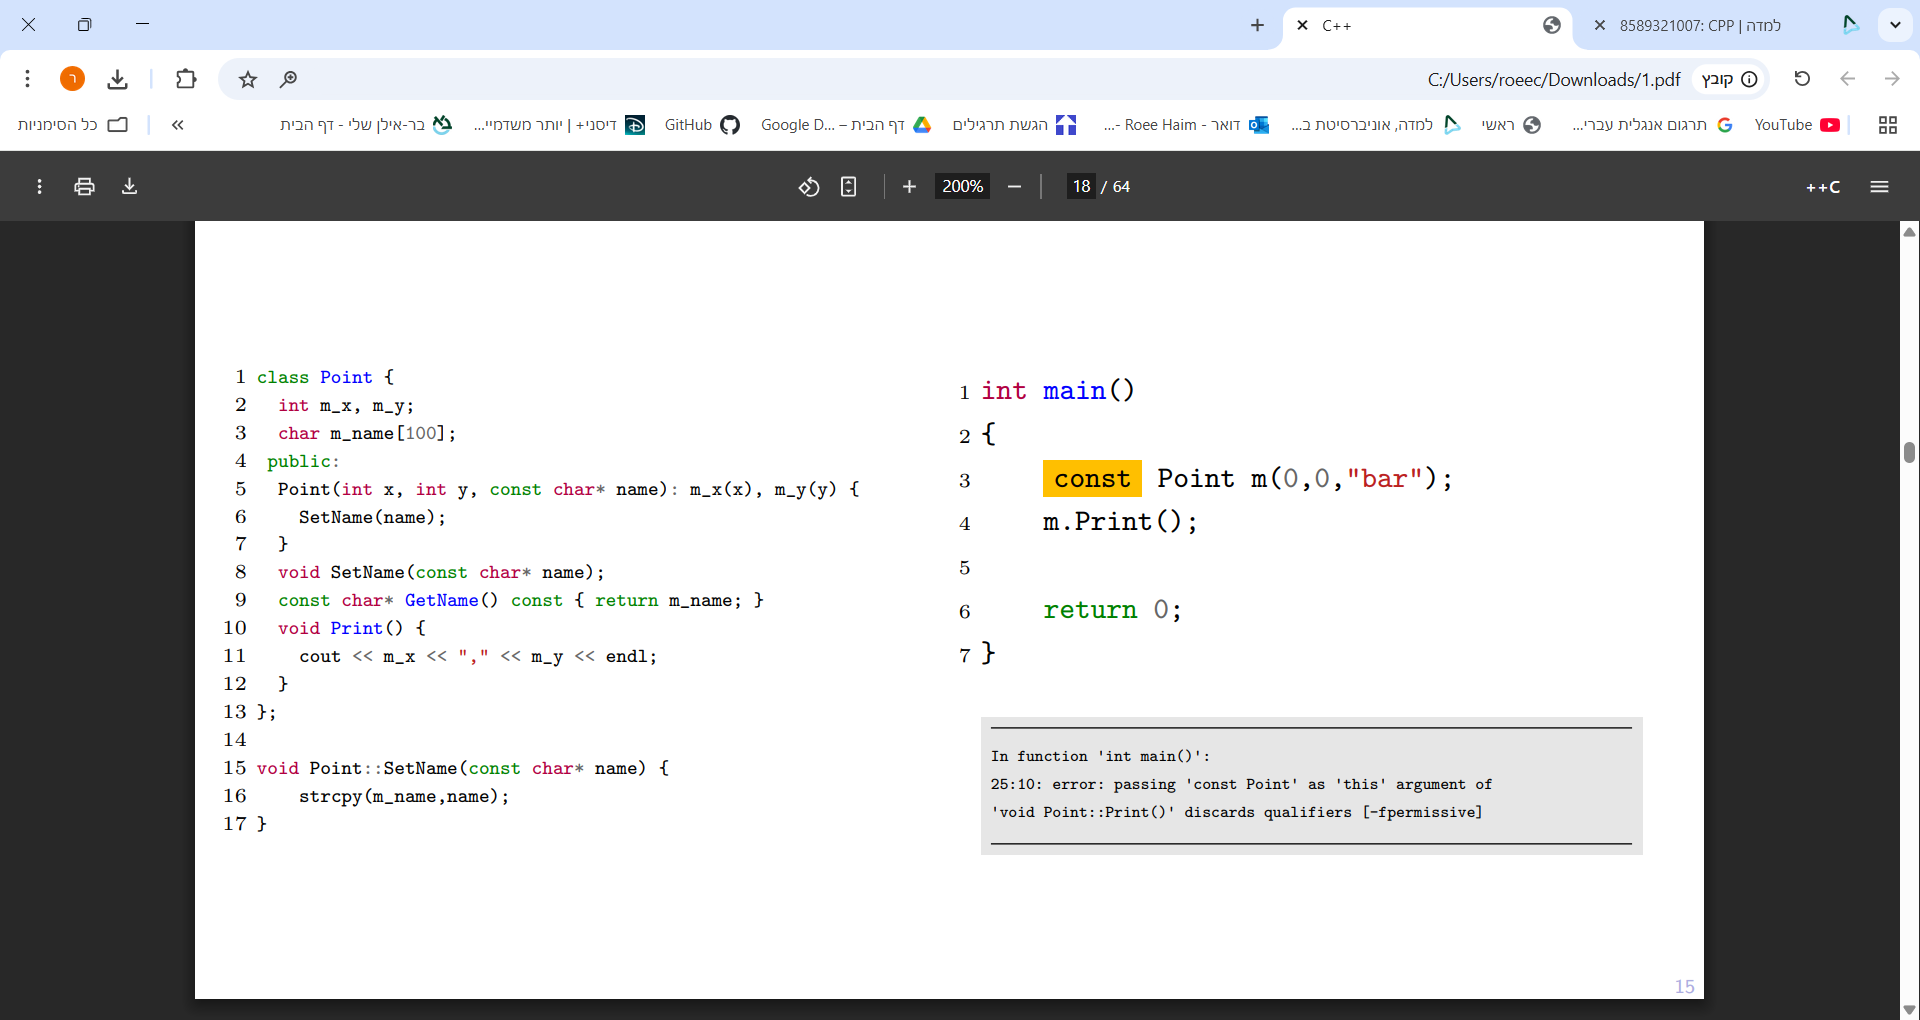 C++
8589321007: CPP | למדה
ר
C:/Users/roeec/Downloads/1.pdf
קובץ
כל הסימניות
»
בר-אילן שלי - דף הבית
דיסני+ | יותר משדמיי...
GitHub
Google D... – דף הבית
הגשת תרגילים
דואר - Roee Haim -...
למדה, אוניברסיטת ב...
ראשי
תרגום אנגלית עברי...
YouTube
200%
18 / 64
C++
1 class Point {
2 int m_x, m_y;
3 char m_name[100];
4 public:
5 Point(int x, int y, const char* name): m_x(x), m_y(y) {
6 SetName(name);
7 }
8 void SetName(const char* name);
9 const char* GetName() const { return m_name; }
10 void Print() {
11 cout << m_x << "," << m_y << endl;
12 }
13 };
14
15 void Point::SetName(const char* name) {
16 strcpy(m_name,name);
17 }
1 int main()
2 {
3 const Point m(0,0,"bar");
4 m.Print();
5
6 return 0;
7 }
In function 'int main()':
25:10: error: passing 'const Point' as 'this' argument of
'void Point::Print()' discards qualifiers [-fpermissive]
15